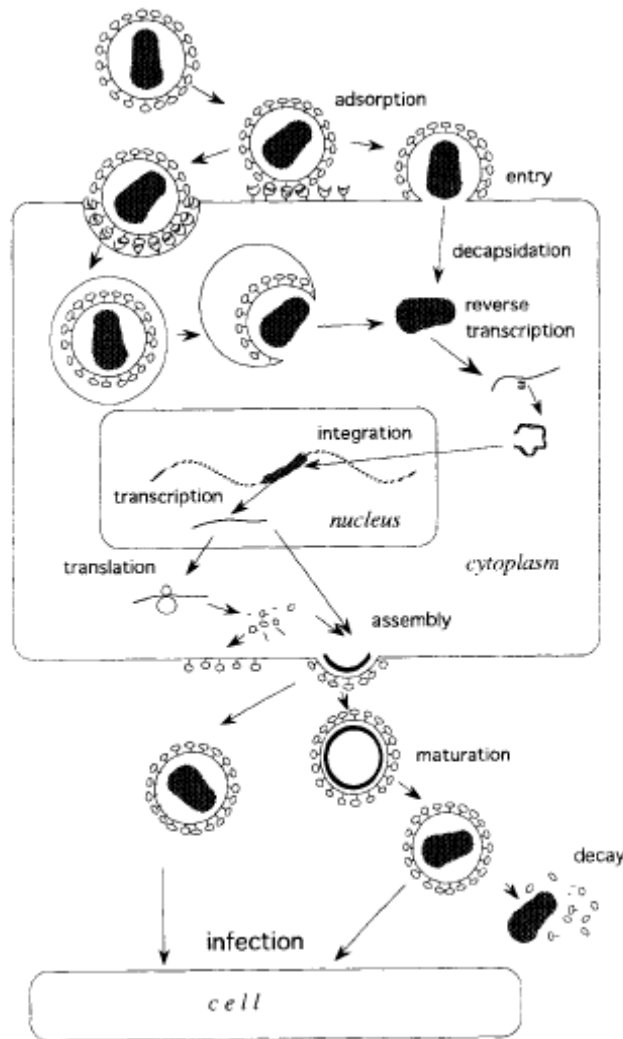 adsorption
entry
decapsidation
reverse
transcription
integration
transcription
nucleus
translation
cytoplasm
assembly
maturation
decay
infection
cell